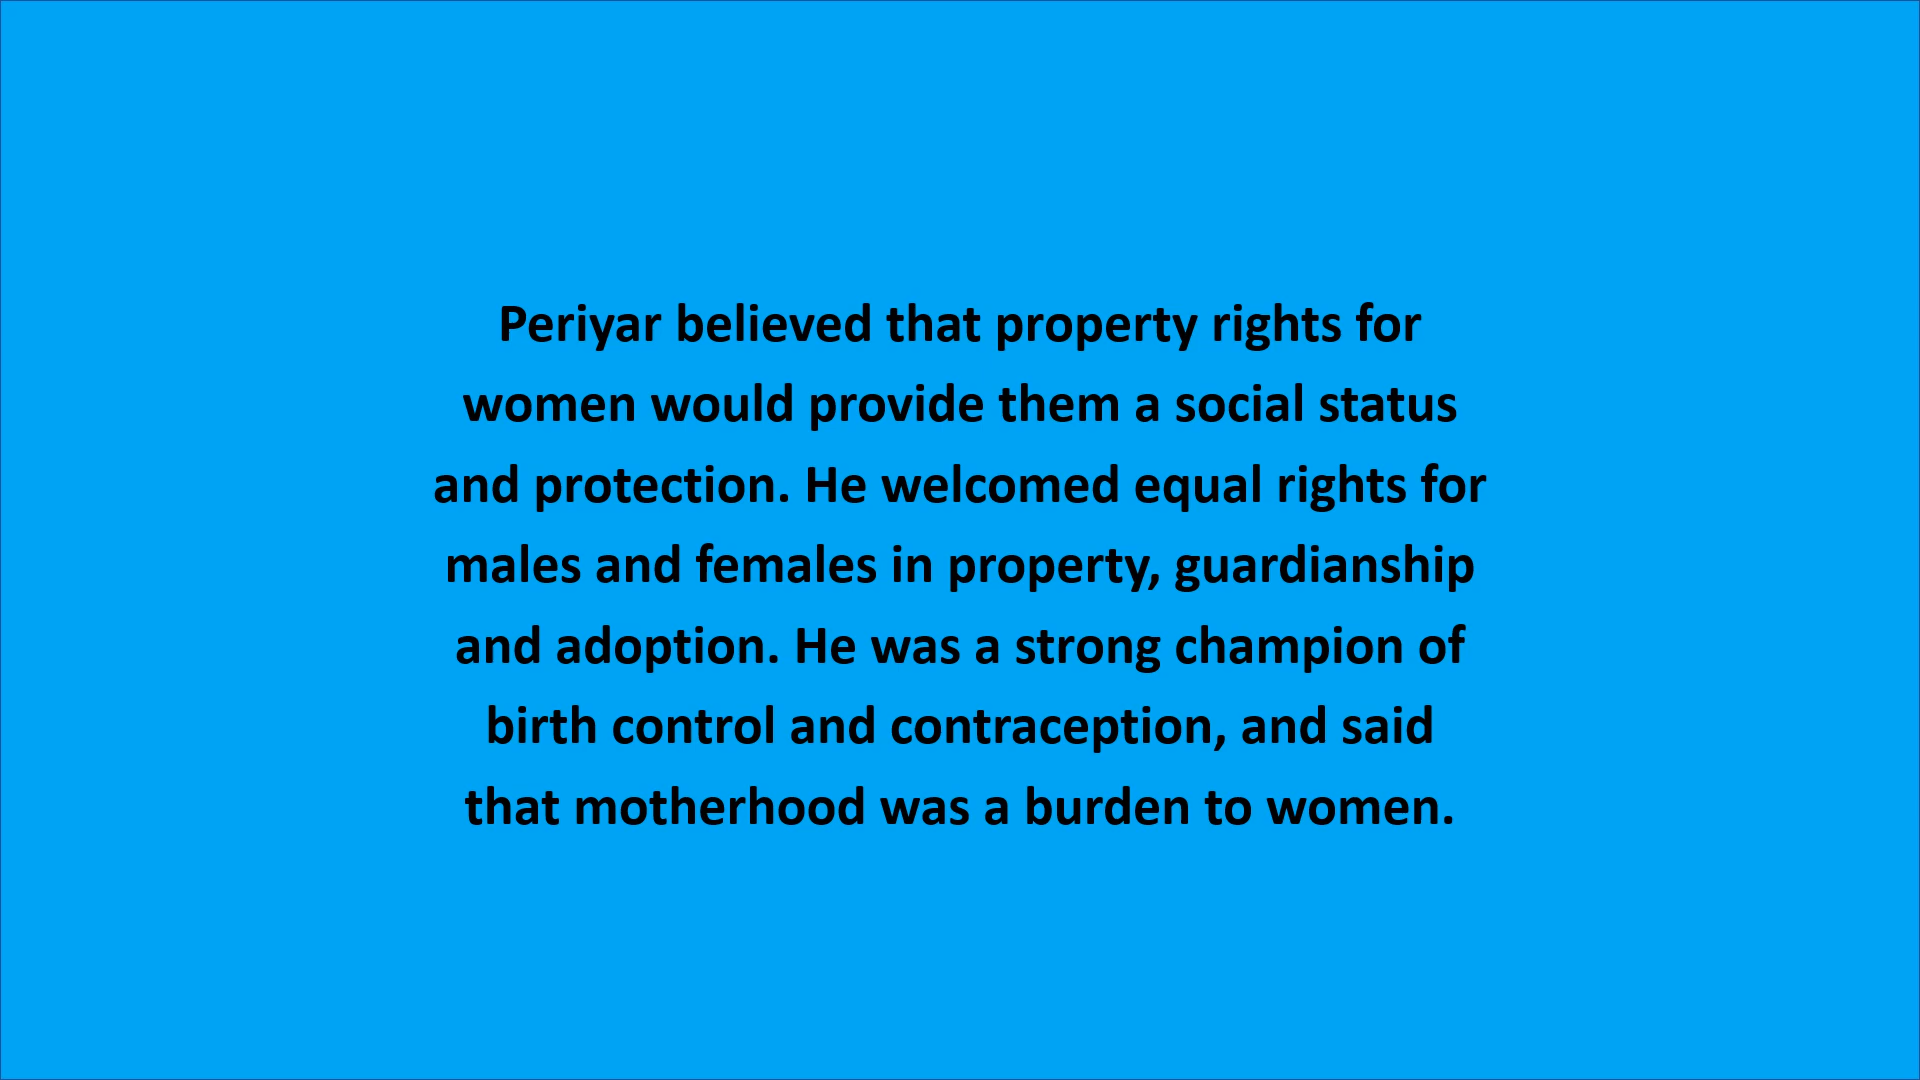 Periyar believed that property rights for
women would provide them a social status
and protection. He welcomed equal rights for
males and females in property, guardianship
and adoption. He was a strong champion of
birth control and contraception, and said
that motherhood was a burden to women.